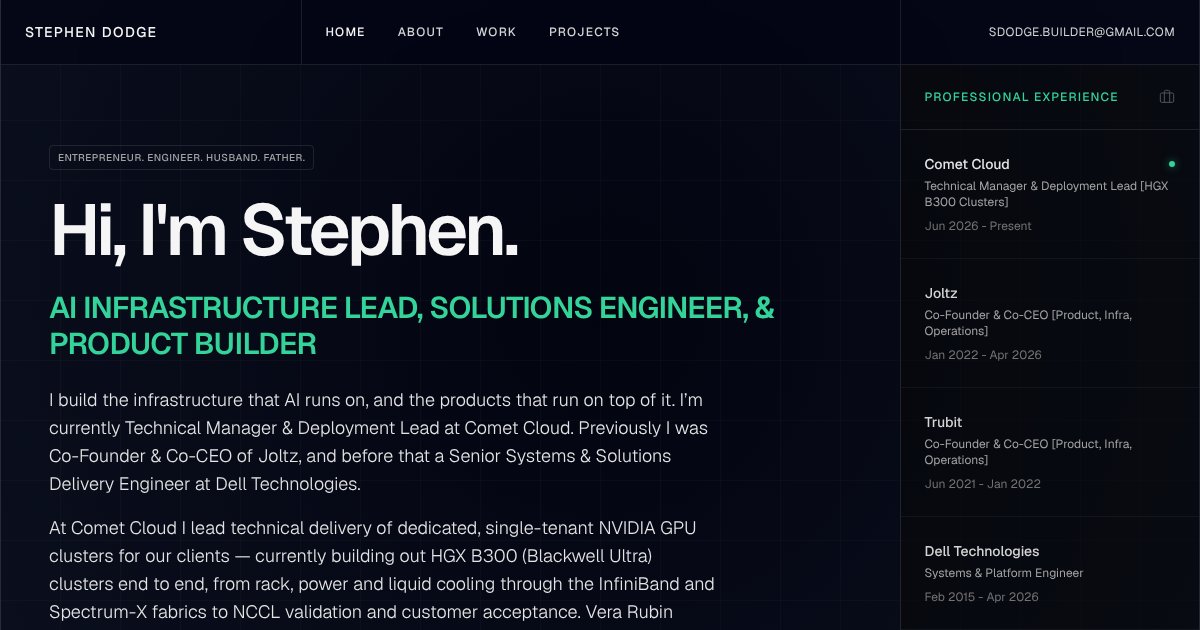 STEPHEN DODGE
HOME ABOUT WORK PROJECTS
SDODGE.BUILDER@GMAIL.COM
ENTREPRENEUR. ENGINEER. HUSBAND. FATHER.
Hi, I'm Stephen.
AI INFRASTRUCTURE LEAD, SOLUTIONS ENGINEER, &
PRODUCT BUILDER
I build the infrastructure that AI runs on, and the products that run on top of it. I’m
currently Technical Manager & Deployment Lead at Comet Cloud. Previously I was
Co-Founder & Co-CEO of Joltz, and before that a Senior Systems & Solutions
Delivery Engineer at Dell Technologies.
At Comet Cloud I lead technical delivery of dedicated, single-tenant NVIDIA GPU
clusters for our clients — currently building out HGX B300 (Blackwell Ultra)
clusters end to end, from rack, power and liquid cooling through the InfiniBand and
Spectrum-X fabrics to NCCL validation and customer acceptance. Vera Rubin
PROFESSIONAL EXPERIENCE
Comet Cloud
Technical Manager & Deployment Lead [HGX
B300 Clusters]
Jun 2026 - Present
Joltz
Co-Founder & Co-CEO [Product, Infra,
Operations]
Jan 2022 - Apr 2026
Trubit
Co-Founder & Co-CEO [Product, Infra,
Operations]
Jun 2021 - Jan 2022
Dell Technologies
Systems & Platform Engineer
Feb 2015 - Apr 2026